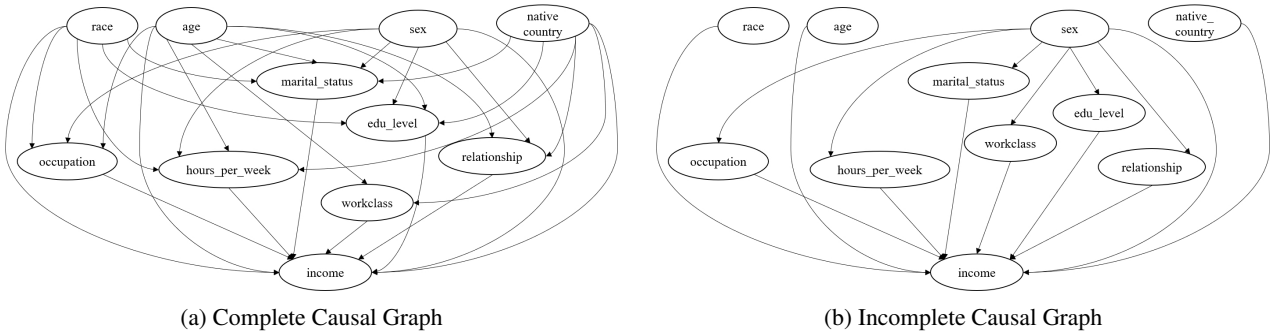 race
age
sex
native
country
marital_status
edu_level
occupation
hours_per_week
relationship
workclass
income
(a) Complete Causal Graph
race
age
sex
native_
country
marital_status
edu_level
workclass
occupation
hours_per_week
relationship
income
(b) Incomplete Causal Graph